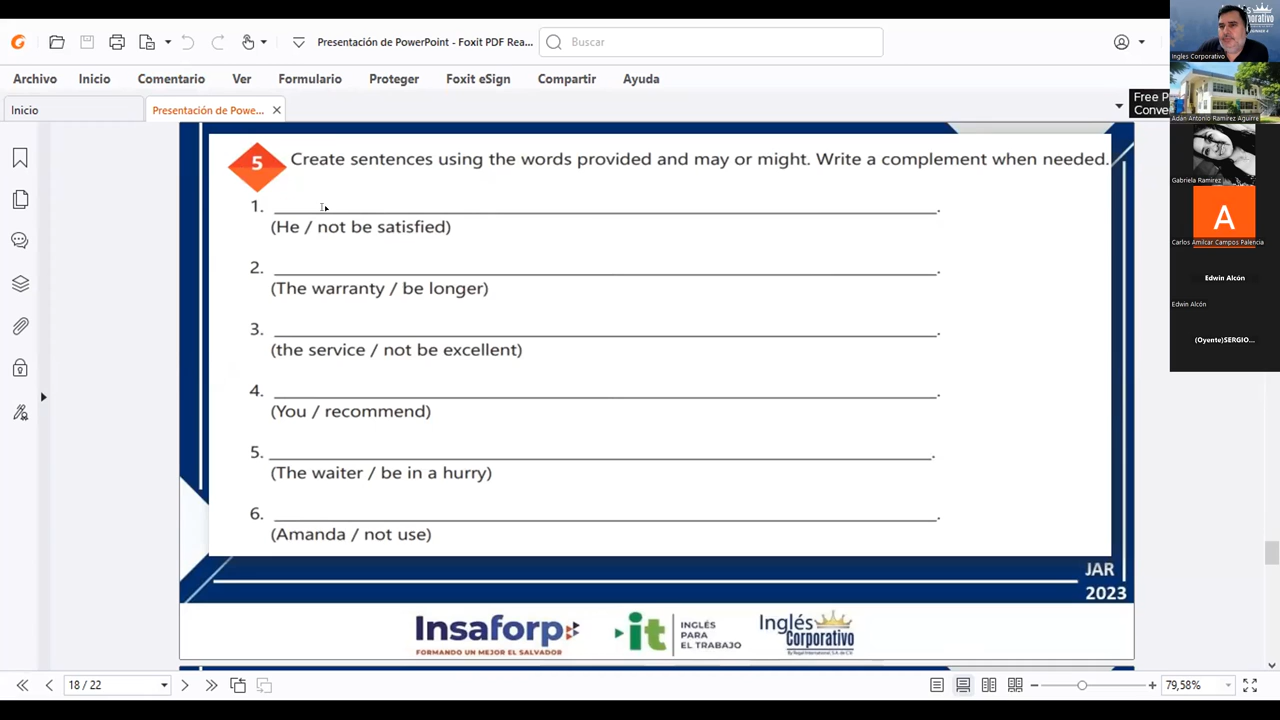 Presentación de PowerPoint - Foxit PDF Rea...
Buscar
Archivo
Inicio
Comentario
Ver
Formulario
Proteger
Foxit eSign
Compartir
Ayuda
Inicio
Presentación de Powe...
Free P
Conve
5
Create sentences using the words provided and may or might. Write a complement when needed.
1. .
(He / not be satisfied)
2. .
(The warranty / be longer)
3. .
(the service / not be excellent)
4. .
(You / recommend)
5. .
(The waiter / be in a hurry)
6. .
(Amanda / not use)
JAR
2023
Insaforp
FORMANDO UN MEJOR EL SALVADOR
it
INGLÉS
PARA
EL TRABAJO
Inglés
Corporativo
18 / 22
79,58%
ingles Corporativo
Adán Antonio Ramirez Aguirre
Gabriela Ramirez
A
Carlos Amilcar Campos Palencia
Edwin Alcón
Edwin Alcón
(Oyente)SERGIO...